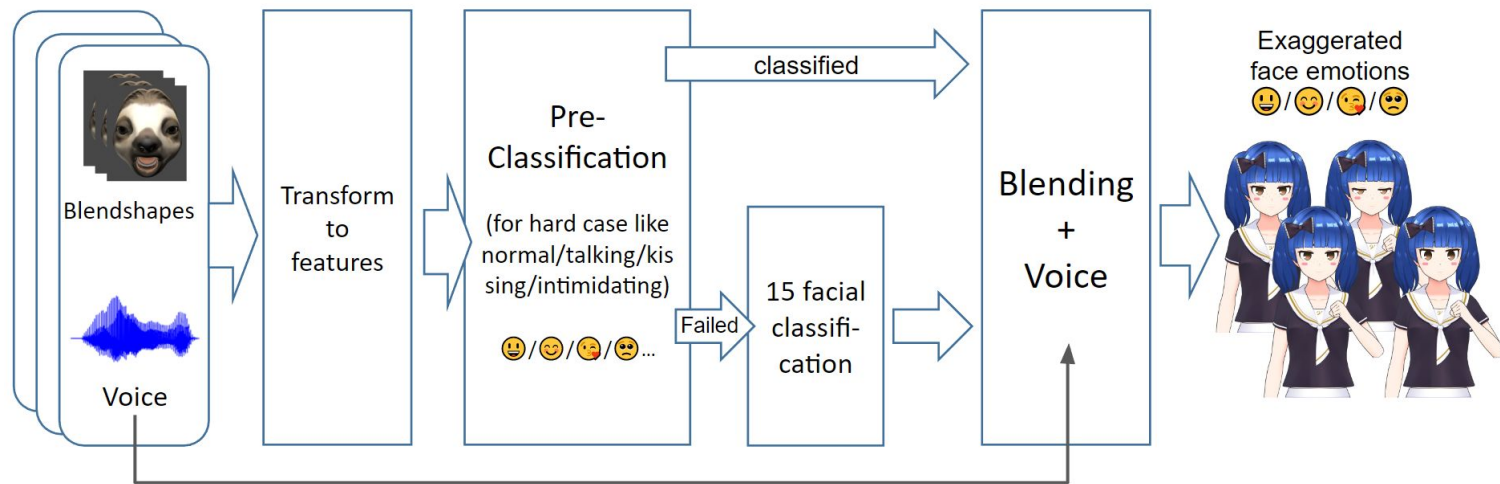 Blendshapes
Voice
Transform
to
features
Pre-
Classification
(for hard case like
normal/talking/kis
sing/intimidating)
😃/😊/😘/🥺...
classified
Failed
15 facial
classifi-
cation
Blending
+
Voice
Exaggerated
face emotions
😃/😊/😘/🥺